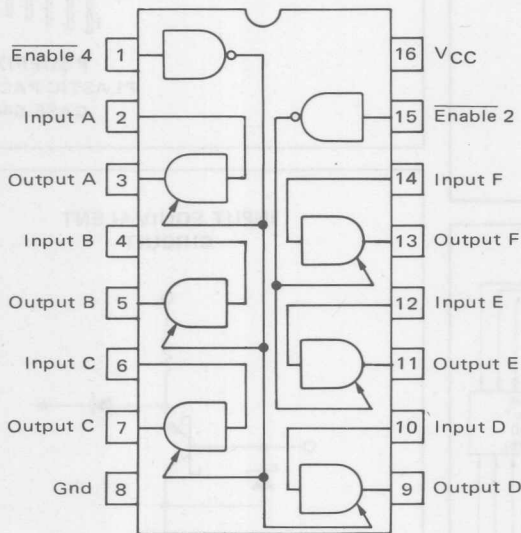 Enable 4 1 16 VCC
Input A 2 15 Enable 2
Output A 3 14 Input F
Input B 4 13 Output F
Output B 5 12 Input E
Input C 6 11 Output E
Output C 7 10 Input D
Gnd 8 9 Output D